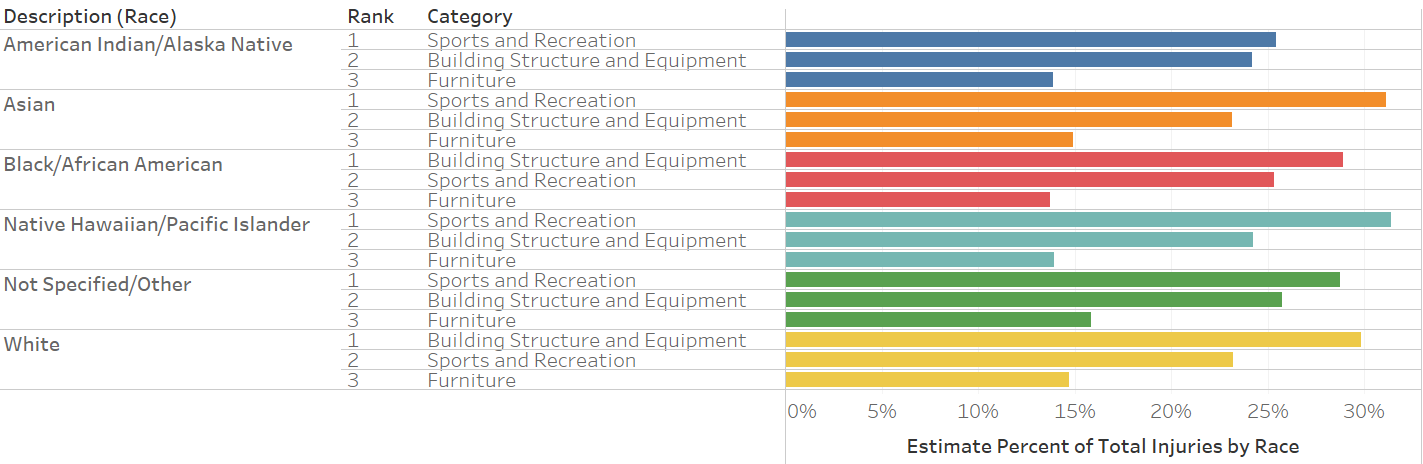 Description (Race) Rank Category
American Indian/Alaska Native 1 Sports and Recreation
2 Building Structure and Equipment
3 Furniture
Asian 1 Sports and Recreation
2 Building Structure and Equipment
3 Furniture
Black/African American 1 Building Structure and Equipment
2 Sports and Recreation
3 Furniture
Native Hawaiian/Pacific Islander 1 Sports and Recreation
2 Building Structure and Equipment
3 Furniture
Not Specified/Other 1 Sports and Recreation
2 Building Structure and Equipment
3 Furniture
White 1 Building Structure and Equipment
2 Sports and Recreation
3 Furniture
0% 5% 10% 15% 20% 25% 30%
Estimate Percent of Total Injuries by Race